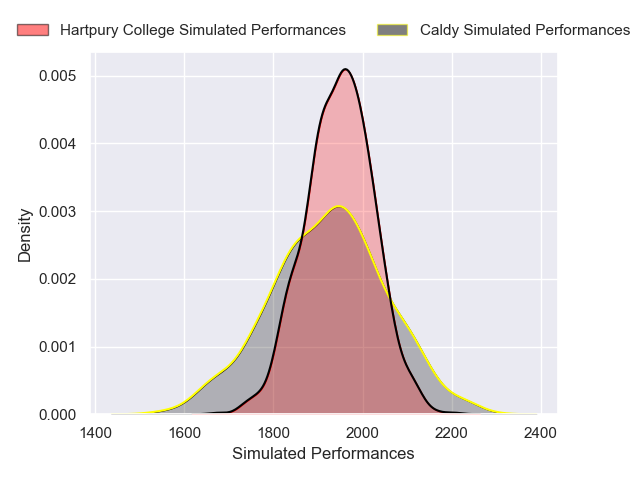 Hartpury College Simulated Performances Caldy Simulated Performances
0.005
0.004
0.003
0.002
0.001
0.000
Density
1400 1600 1800 2000 2200 2400
Simulated Performances